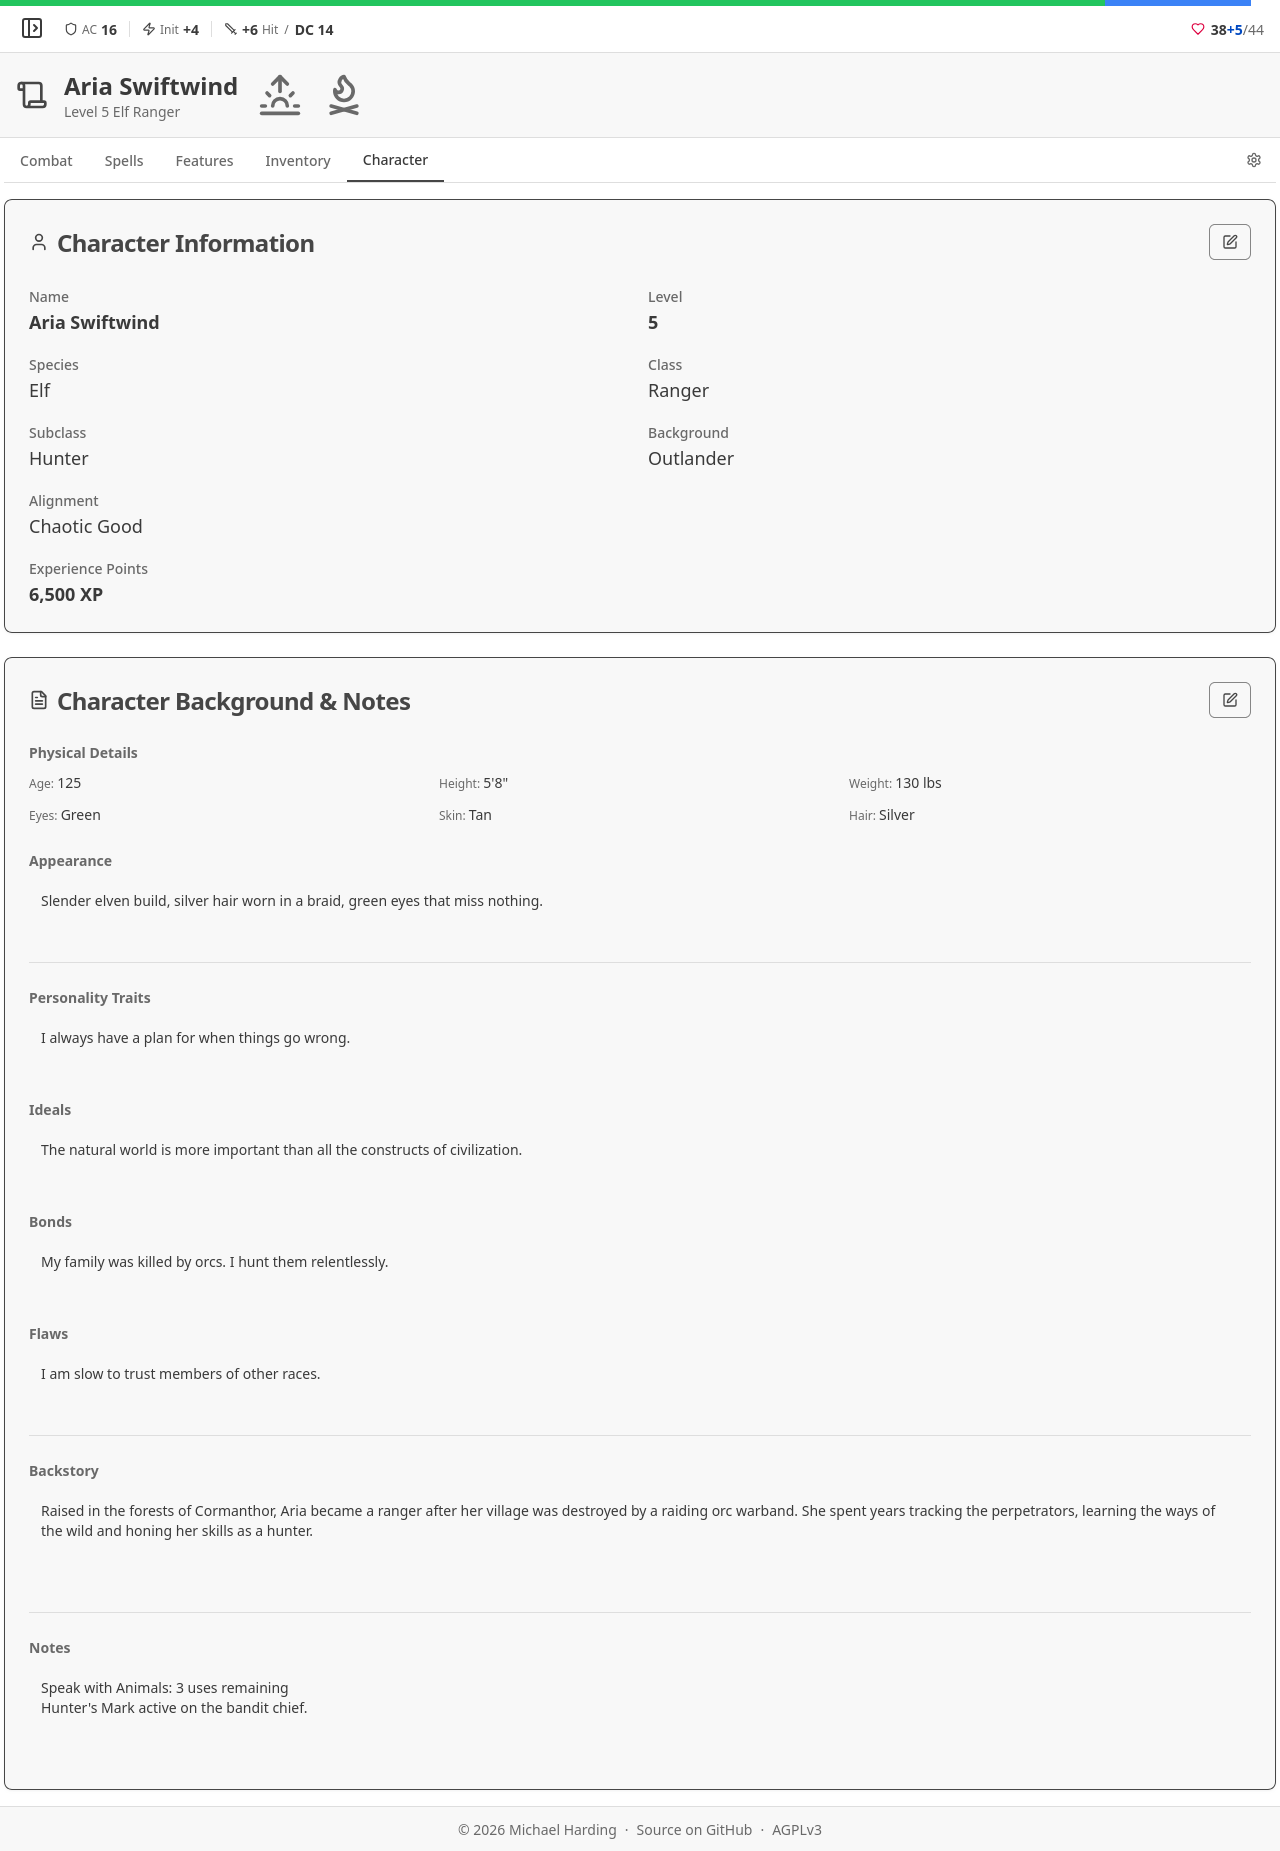 AC 16 Init +4 +6 Hit / DC 14 38+5/44
Aria Swiftwind
Level 5 Elf Ranger
Combat Spells Features Inventory Character
Character Information
Name Level
Aria Swiftwind 5
Species Class
Elf Ranger
Subclass Background
Hunter Outlander
Alignment
Chaotic Good
Experience Points
6,500 XP
Character Background & Notes
Physical Details
Age: 125 Height: 5'8" Weight: 130 lbs
Eyes: Green Skin: Tan Hair: Silver
Appearance
Slender elven build, silver hair worn in a braid, green eyes that miss nothing.
Personality Traits
I always have a plan for when things go wrong.
Ideals
The natural world is more important than all the constructs of civilization.
Bonds
My family was killed by orcs. I hunt them relentlessly.
Flaws
I am slow to trust members of other races.
Backstory
Raised in the forests of Cormanthor, Aria became a ranger after her village was destroyed by a raiding orc warband. She spent years tracking the perpetrators, learning the ways of
the wild and honing her skills as a hunter.
Notes
Speak with Animals: 3 uses remaining
Hunter's Mark active on the bandit chief.
© 2026 Michael Harding · Source on GitHub · AGPLv3